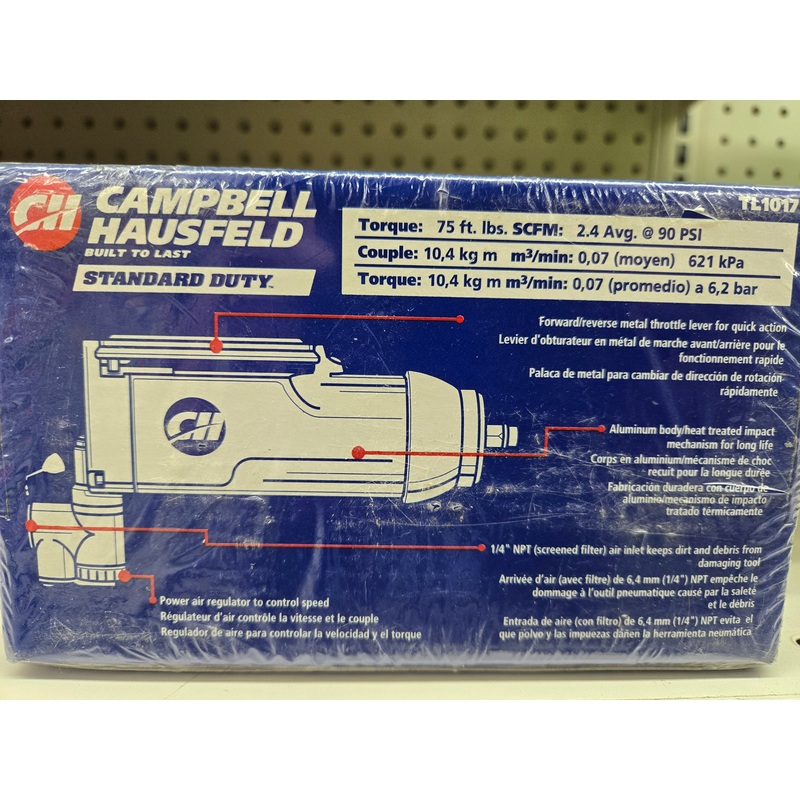 CH CAMPBELL
HAUSFELD
BUILT TO LAST
STANDARD DUTY™
TL1017
Torque: 75 ft. lbs. SCFM: 2.4 Avg. @ 90 PSI
Couple: 10,4 kg m m³/min: 0,07 (moyen) 621 kPa
Torque: 10,4 kg m m³/min: 0,07 (promedio) a 6,2 bar
Forward/reverse metal throttle lever for quick action
Levier d'obturateur en métal de marche avant/arrière pour le
fonctionnement rapide
Palaca de metal para cambiar de dirección de rotación
rápidamente
CH
Aluminum body/heat treated impact
mechanism for long life
Corps en aluminium/mécanisme de choc
recuit pour la longue durée
Fabricación duradera con cuerpo de
aluminio/mecanismo de impacto
tratado térmicamente
1/4" NPT (screened filter) air inlet keeps dirt and debris from
damaging tool
Arrivée d'air (avec filtre) de 6,4 mm (1/4") NPT empêche le
dommage à l'outil pneumatique causé par la saleté
et le débris
Entrada de aire (con filtro) de 6,4 mm (1/4") NPT evita el
que polvo y las impuezas dañen la herramienta neumática
Power air regulator to control speed
Régulateur d'air contrôle la vitesse et le couple
Regulador de aire para controlar la velocidad y el torque